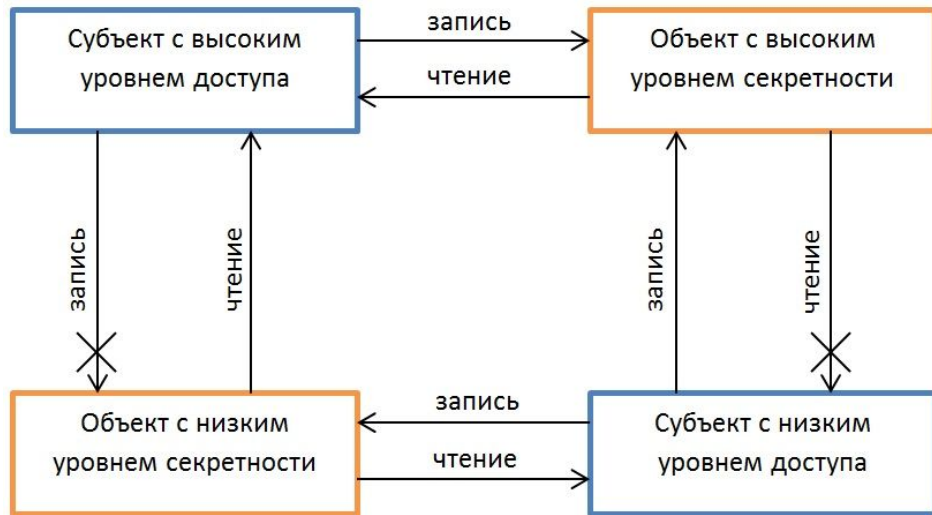 Субъект с высоким
уровнем доступа
запись
чтение
Объект с высоким
уровнем секретности
запись
чтение
запись
чтение
Объект с низким
уровнем секретности
запись
чтение
Субъект с низким
уровнем доступа